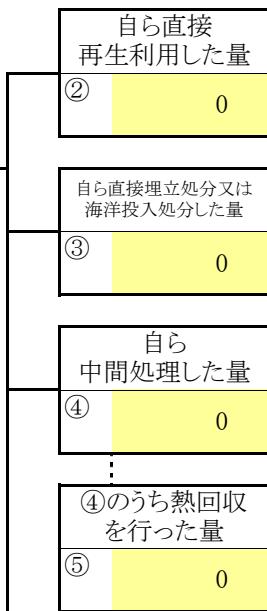 自ら直接
再生利用した量
②
0
自ら直接埋立処分又は
海洋投入処分した量
③
0
自ら
中間処理した量
④
0
④のうち熱回収
を行った量
⑤
0